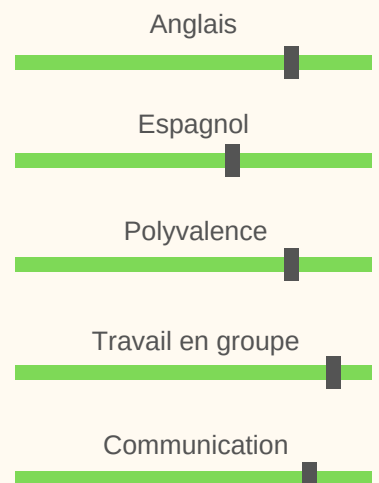 Anglais
Espagnol
Polyvalence
Travail en groupe
Communication